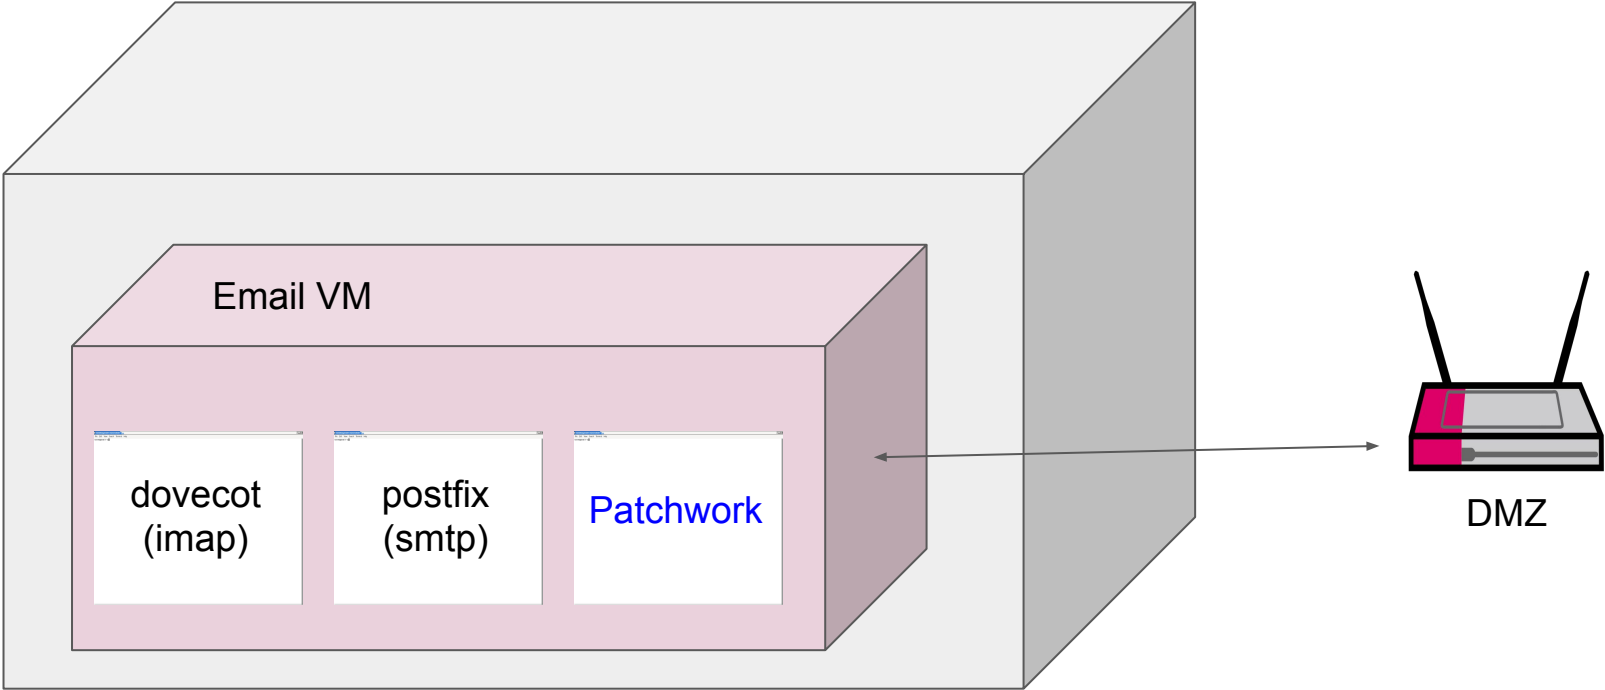 Email VM
dovecot
(imap)
postfix
(smtp)
Patchwork
DMZ